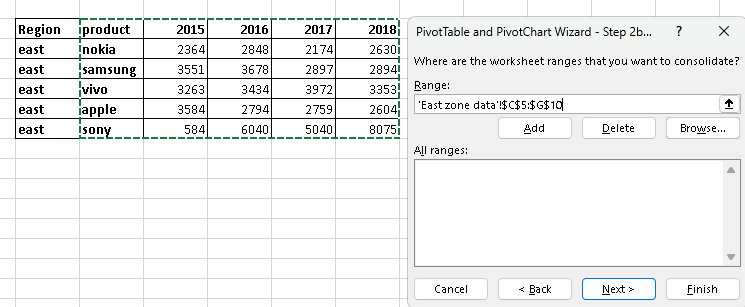 Region product 2015 2016 2017 2018
east nokia 2364 2848 2174 2630
east samsung 3551 3678 2897 2894
east vivo 3263 3434 3972 3353
east apple 3584 2794 2759 2604
east sony 584 6040 5040 8075
PivotTable and PivotChart Wizard - Step 2b... ? ✕
Where are the worksheet ranges that you want to consolidate?
Range:
'East zone data'!$C$5:$G$10
Add Delete Browse...
All ranges:
Cancel < Back Next > Finish